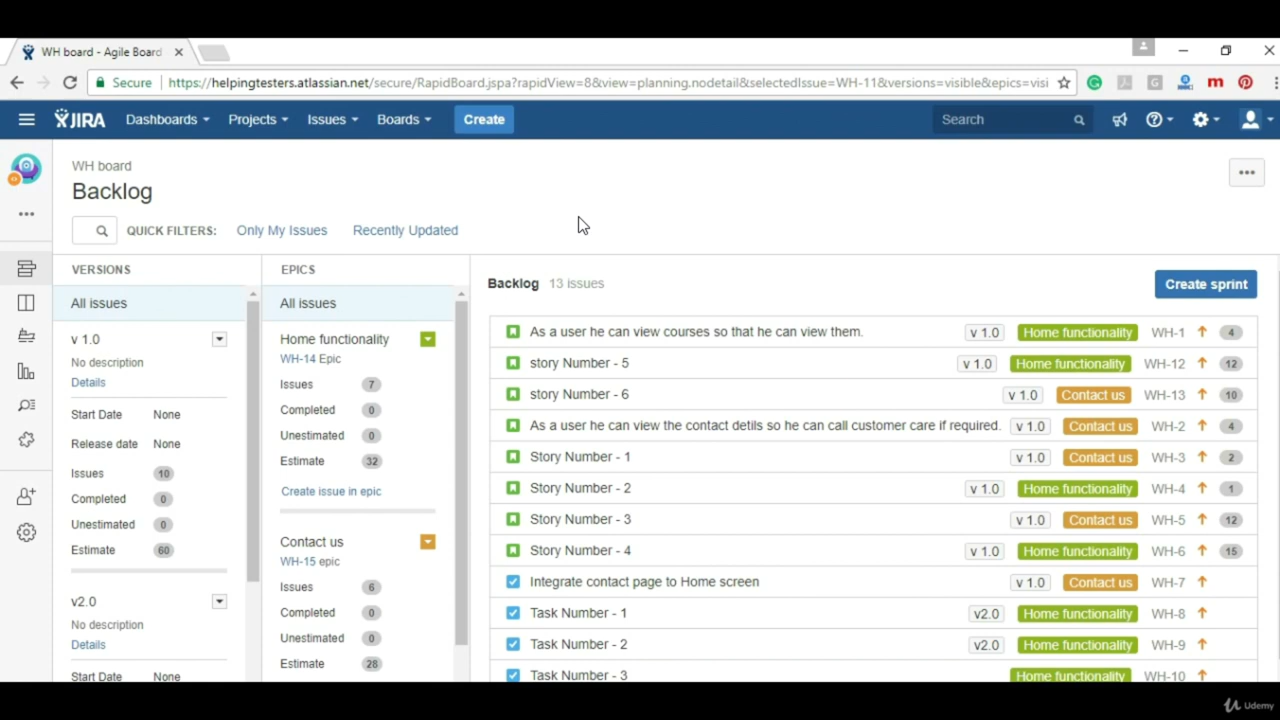 WH board - Agile Board
Secure https://helpingtesters.atlassian.net/secure/RapidBoard.jspa?rapidView=8&view=planning.nodetail&selectedIssue=WH-11&versions=visible&epics=visi
JIRA Dashboards Projects Issues Boards Create Search
WH board
Backlog
QUICK FILTERS: Only My Issues Recently Updated
VERSIONS
All issues
v 1.0
No description
Details
Start Date None
Release date None
Issues 10
Completed 0
Unestimated 0
Estimate 60
v2.0
No description
Details
Start Date None
EPICS
All issues
Home functionality
WH-14 Epic
Issues 7
Completed 0
Unestimated 0
Estimate 32
Create issue in epic
Contact us
WH-15 epic
Issues 6
Completed 0
Unestimated 0
Estimate 28
Backlog 13 issues Create sprint
As a user he can view courses so that he can view them. v 1.0 Home functionality WH-1 4
story Number - 5 v 1.0 Home functionality WH-12 12
story Number - 6 v 1.0 Contact us WH-13 10
As a user he can view the contact detils so he can call customer care if required. v 1.0 Contact us WH-2 4
Story Number - 1 v 1.0 Contact us WH-3 2
Story Number - 2 v 1.0 Home functionality WH-4 1
Story Number - 3 v 1.0 Contact us WH-5 12
Story Number - 4 v 1.0 Home functionality WH-6 15
Integrate contact page to Home screen v 1.0 Contact us WH-7
Task Number - 1 v2.0 Home functionality WH-8
Task Number - 2 v2.0 Home functionality WH-9
Task Number - 3 Home functionality WH-10
Udemy